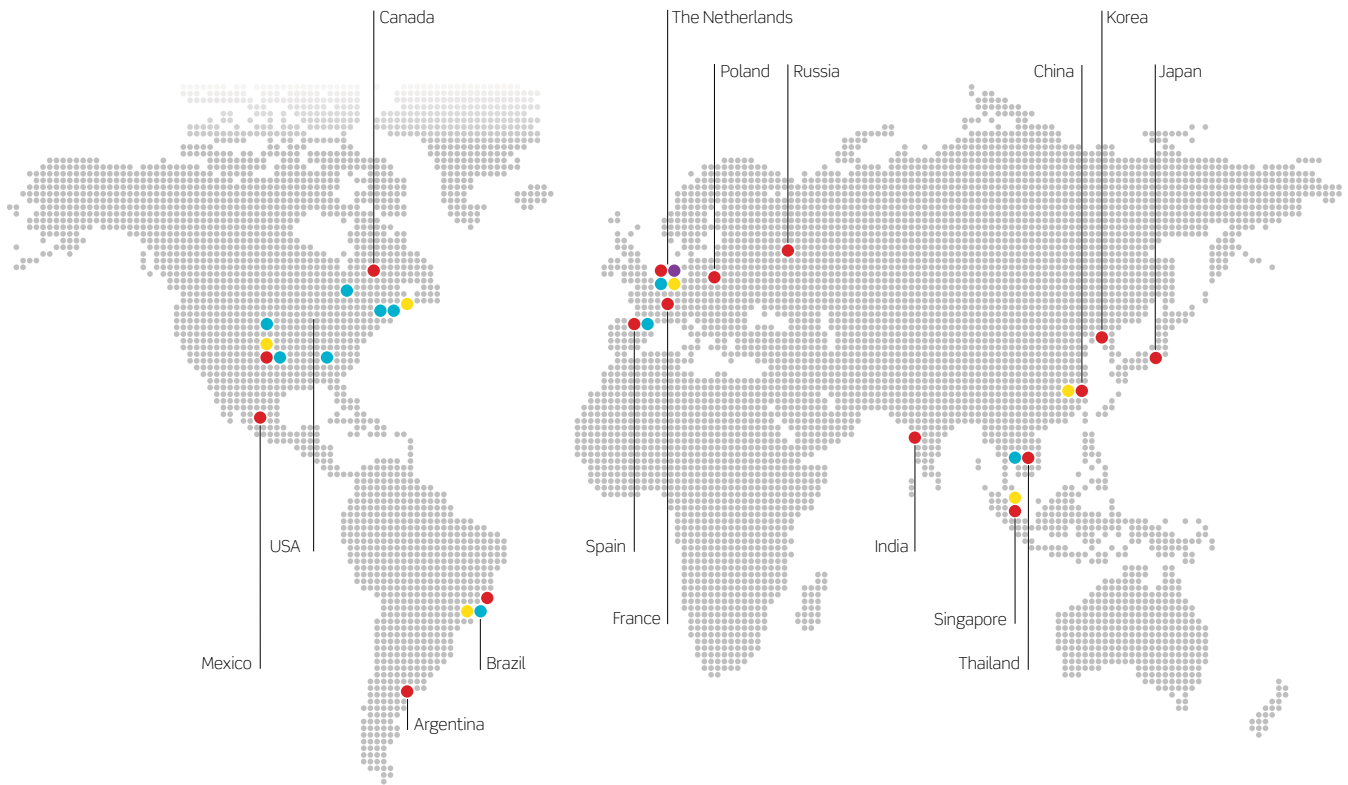 Canada
The Netherlands
Korea
Poland
Russia
China
Japan
USA
Spain
India
France
Singapore
Mexico
Brazil
Thailand
Argentina